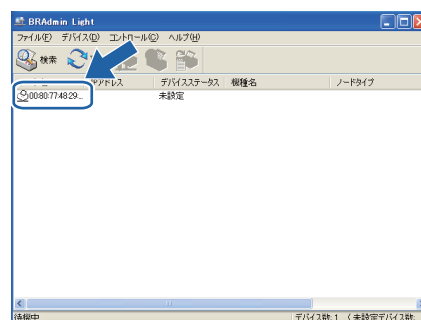 BRAdmin Light
ファイル(F) デバイス(D) コントロール(C) ヘルプ(H)
検索
アドレス デバイスステータス 機種名 ノードタイプ
00:80:77:48:29... 未設定
待機中 デバイス数: 1 (未設定デバイス数: